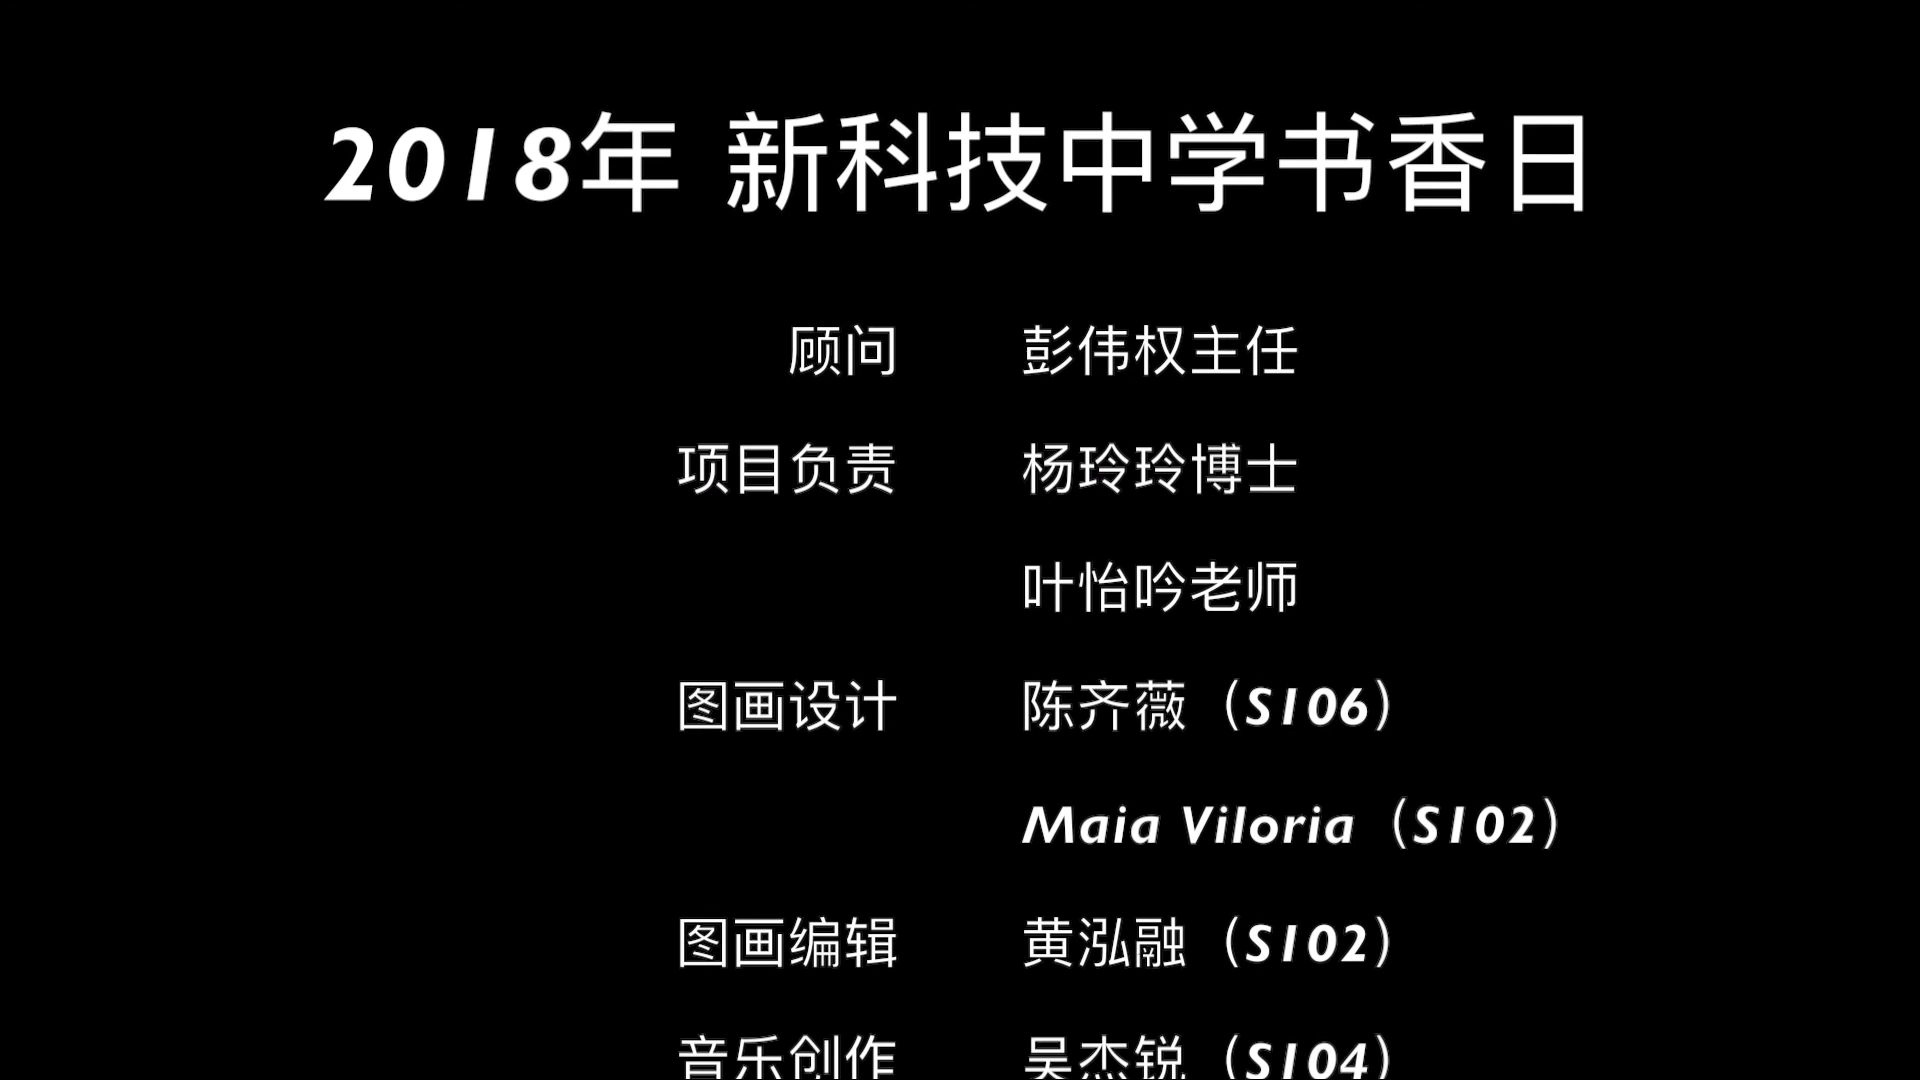 2018年 新科技中学书香日
顾问 彭伟权主任
项目负责 杨玲玲博士
叶怡吟老师
图画设计 陈齐薇（S106）
Maia Viloria（S102）
图画编辑 黄泓融（S102）
音乐创作 吴杰锐（S104）